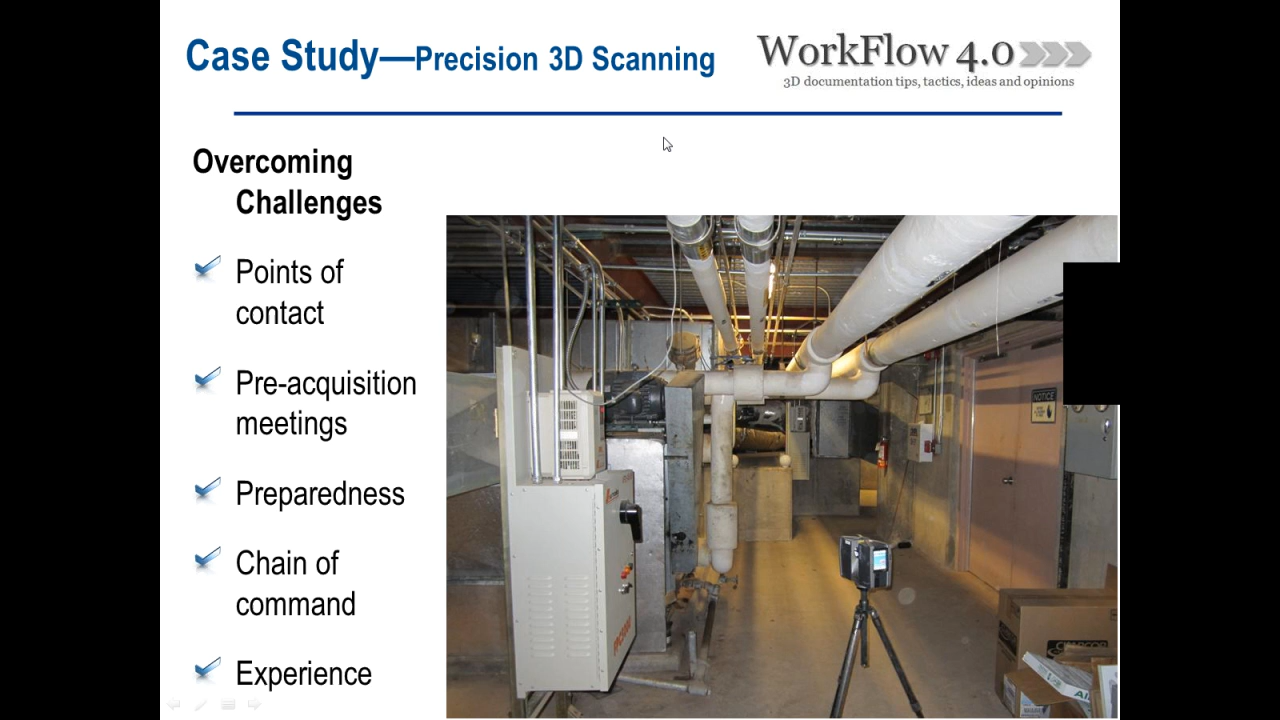 Case Study—Precision 3D Scanning
WorkFlow 4.0
3D documentation tips, tactics, ideas and opinions
Overcoming
Challenges
Points of
contact
Pre-acquisition
meetings
Preparedness
Chain of
command
Experience
NOTICE